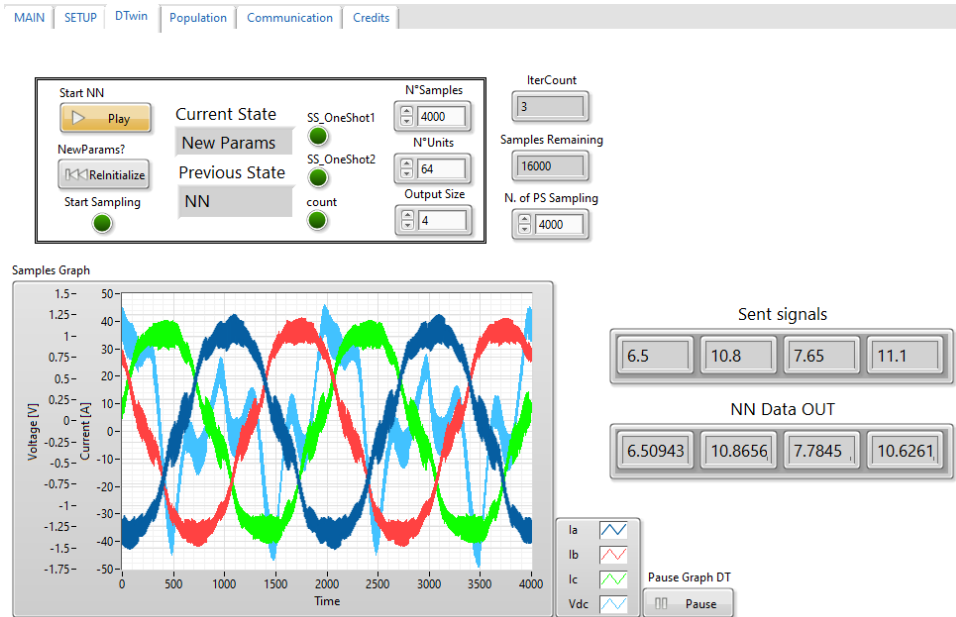 MAIN SETUP DTwin Population Communication Credits
Start NN
Play
NewParams?
ReInitialize
Start Sampling
Current State
New Params
Previous State
NN
SS_OneShot1
SS_OneShot2
count
N°Samples
4000
N°Units
64
Output Size
4
IterCount
3
Samples Remaining
16000
N. of PS Sampling
4000
Samples Graph
Voltage [V]
1.5-
1.25-
1-
0.75-
0.5-
0.25-
0-
-0.25-
-0.5-
-0.75-
-1-
-1.25-
-1.5-
-1.75-
Current [A]
50-
40-
30-
20-
10-
0-
-10-
-20-
-30-
-40-
-50-
0 500 1000 1500 2000 2500 3000 3500 4000
Time
Ia
Ib
Ic
Vdc
Pause Graph DT
Pause
Sent signals
6.5 10.8 7.65 11.1
NN Data OUT
6.50943 10.8656 7.7845 10.6261